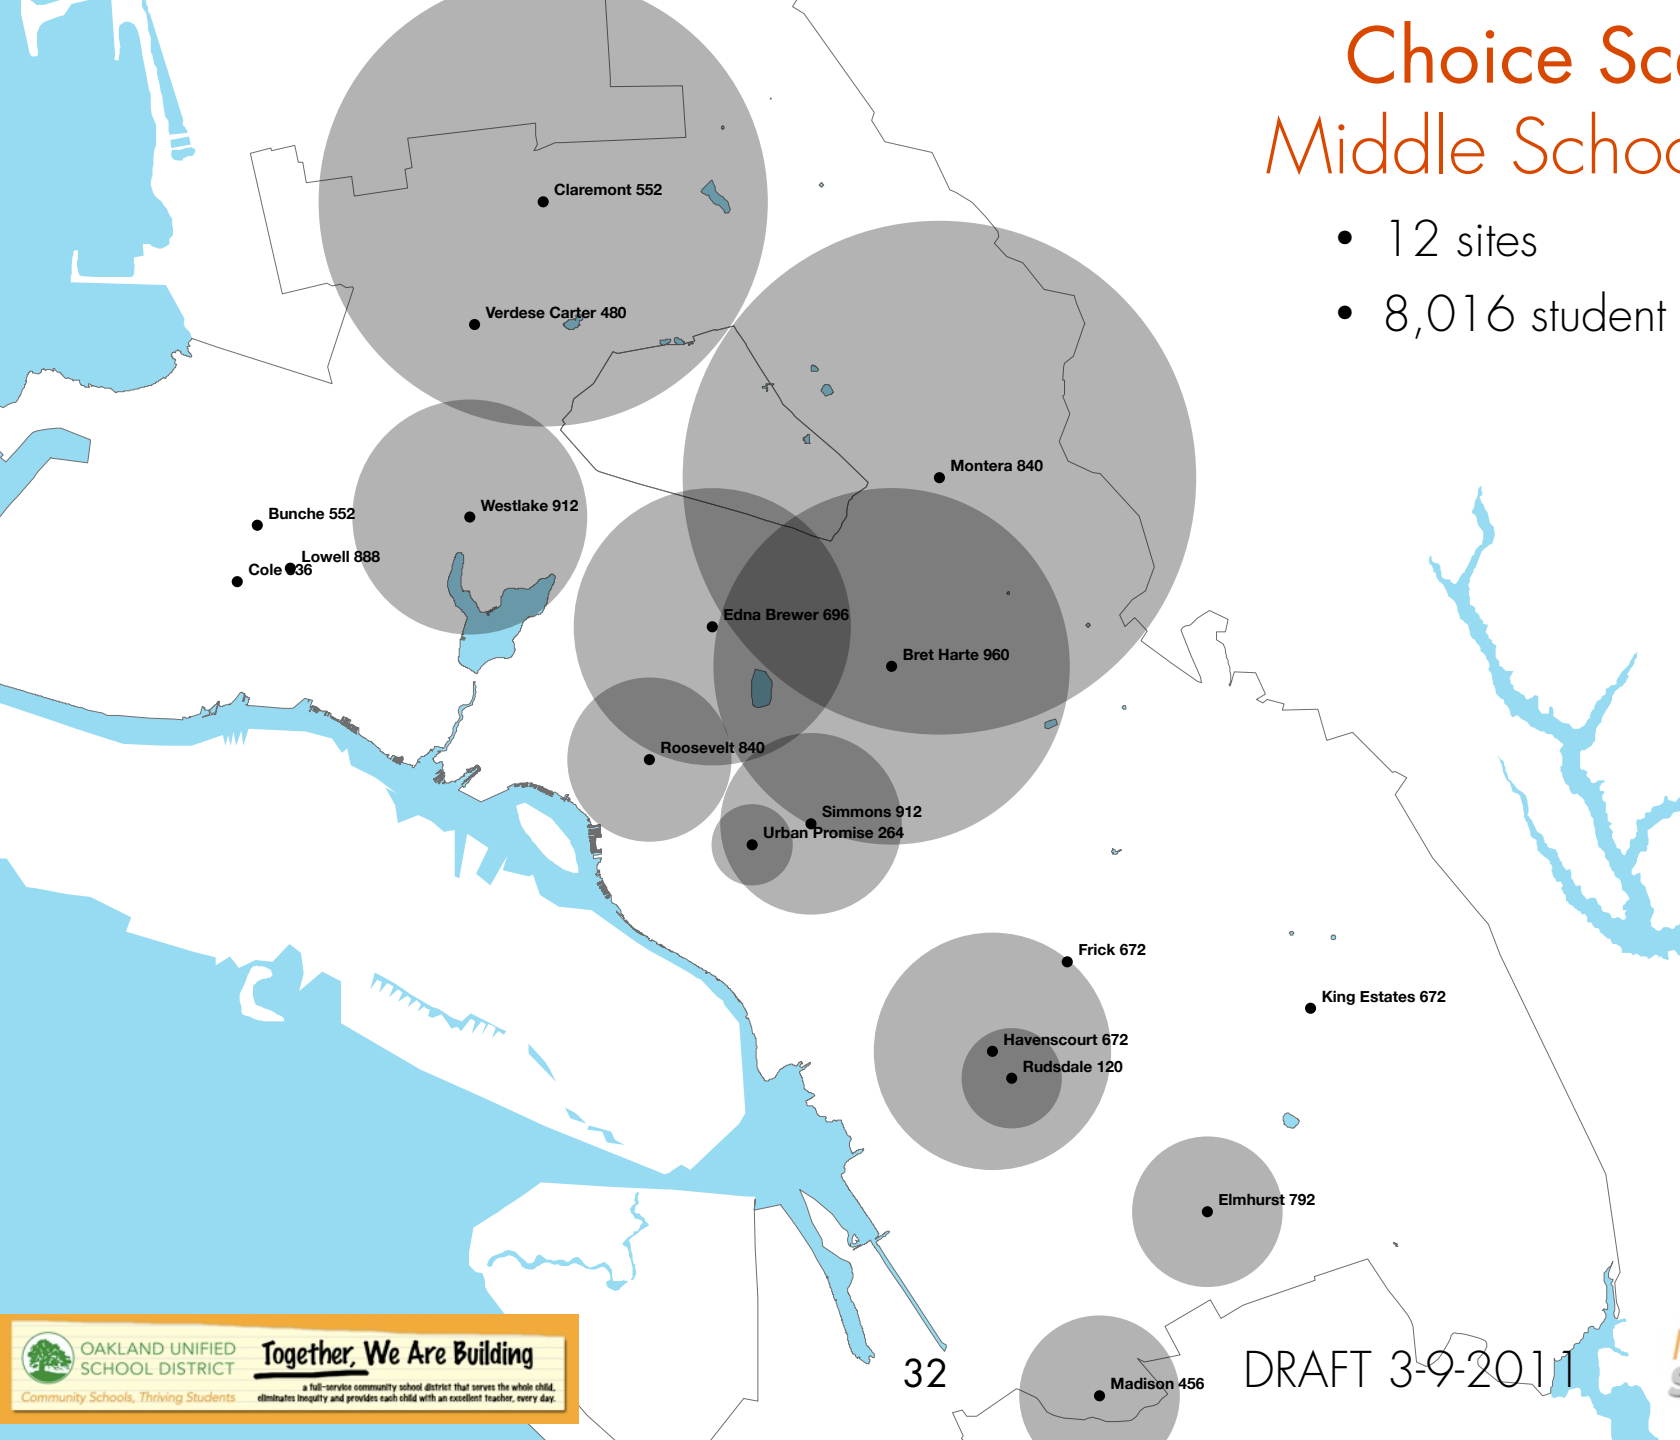 Choice Sc
Middle Schoo
• 12 sites
• 8,016 student
Claremont 552
Verdese Carter 480
Montera 840
Westlake 912
Bunche 552
Lowell 888
Cole
Edna Brewer 696
Bret Harte 960
Roosevelt 840
Simmons 912
Urban Promise 264
Frick 672
King Estates 672
Havenscourt 672
Rudsdale 120
Elmhurst 792
Madison 456
OAKLAND UNIFIED
SCHOOL DISTRICT
Community Schools, Thriving Students
Together, We Are Building
a full-service community school district that serves the whole child,
eliminates inequity and provides each child with an excellent teacher, every day.
32
DRAFT 3-9-2011